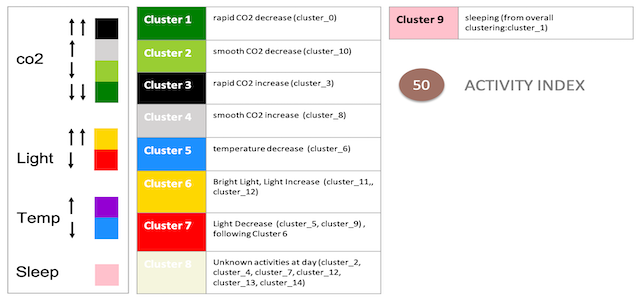 co2
Light
Temp
Sleep
Cluster 1
rapid CO2 decrease (cluster_0)
Cluster 2
smooth CO2 decrease (cluster_10)
Cluster 3
rapid CO2 increase (cluster_3)
Cluster 4
smooth CO2 increase (cluster_8)
Cluster 5
temperature decrease (cluster_6)
Cluster 6
Bright Light, Light Increase (cluster_11,,
cluster_12)
Cluster 7
Light Decrease (cluster_5, cluster_9) ,
following Cluster 6
Cluster 8
Unknown activities at day (cluster_2,
cluster_4, cluster_7, cluster_12,
cluster_13, cluster_14)
Cluster 9
sleeping (from overall
clustering:cluster_1)
50
ACTIVITY INDEX